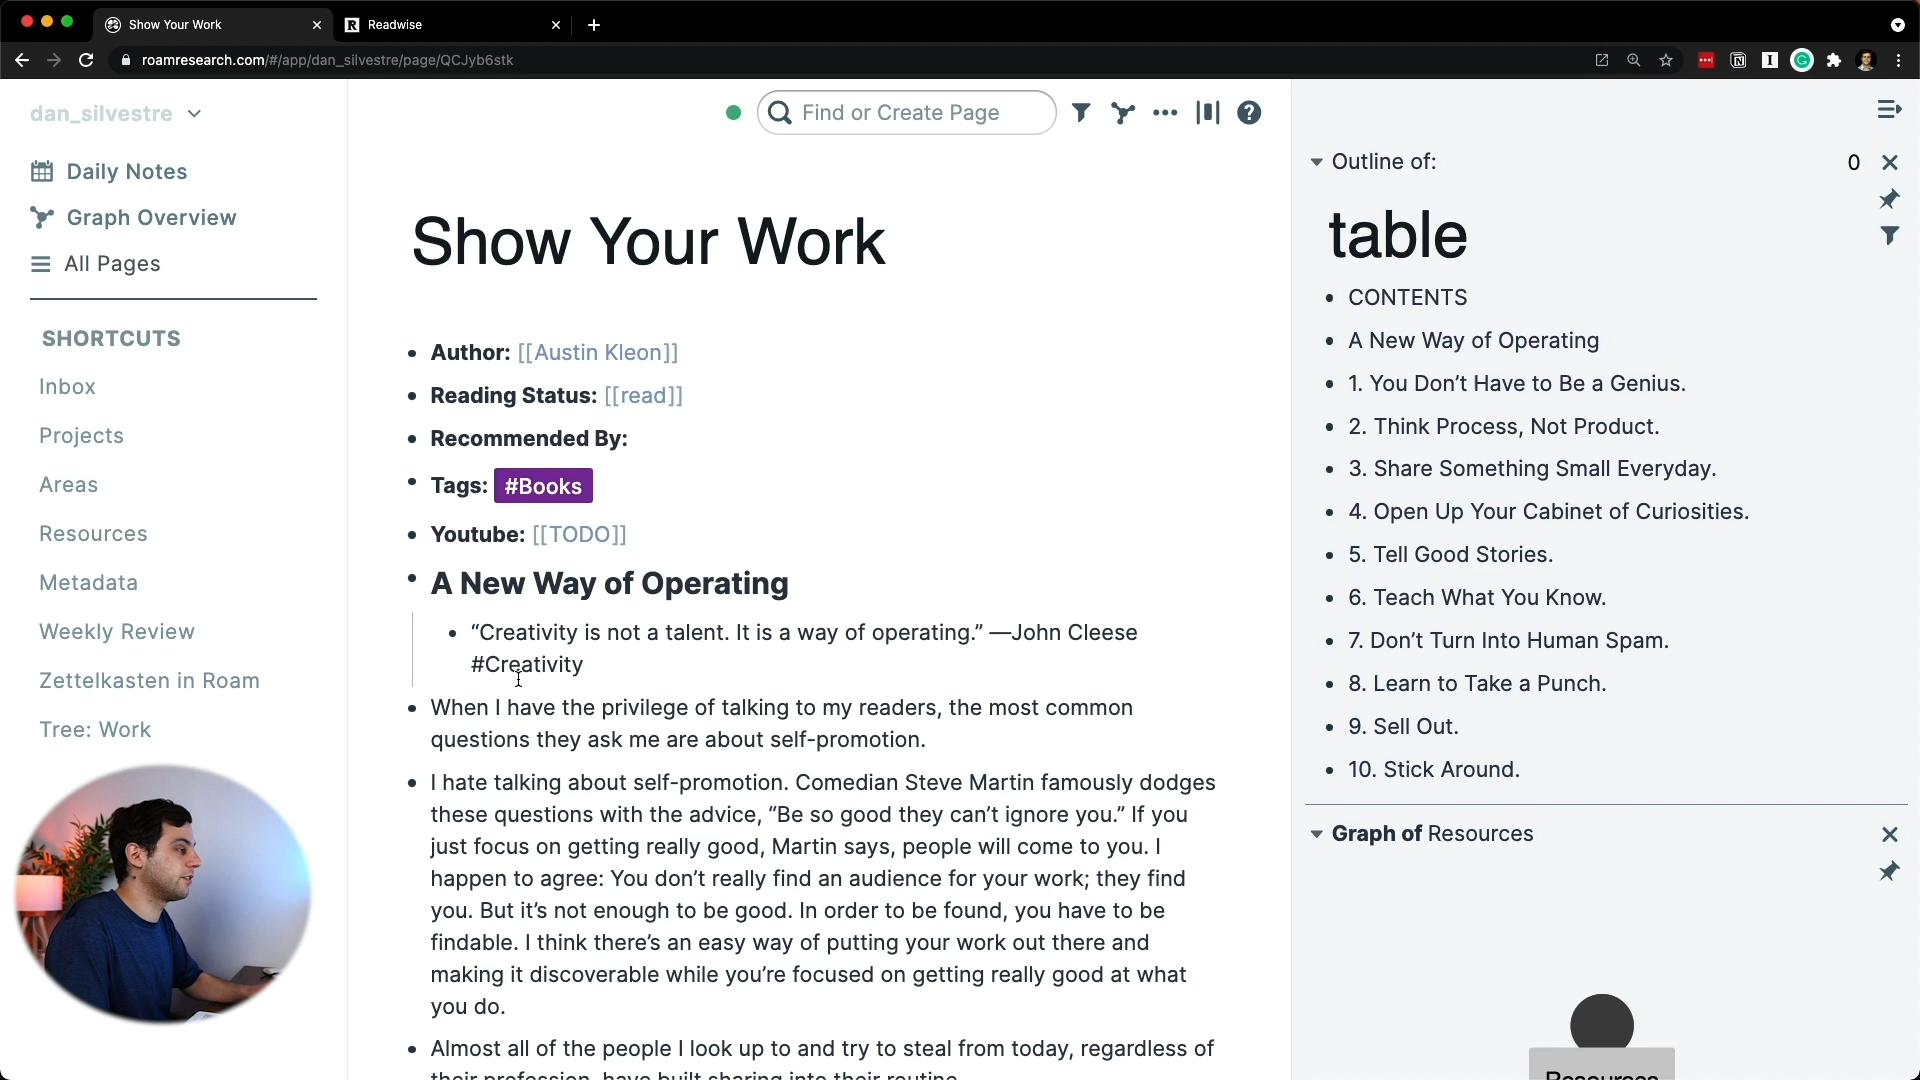 Show Your Work
Readwise
roamresearch.com/#/app/dan_silvestre/page/QCJyb6stk
dan_silvestre
Daily Notes
Graph Overview
All Pages
SHORTCUTS
Inbox
Projects
Areas
Resources
Metadata
Weekly Review
Zettelkasten in Roam
Tree: Work
Find or Create Page
Show Your Work
Author: [[Austin Kleon]]
Reading Status: [[read]]
Recommended By:
Tags: #Books
Youtube: [[TODO]]
A New Way of Operating
“Creativity is not a talent. It is a way of operating.” —John Cleese
#Creativity
When I have the privilege of talking to my readers, the most common
questions they ask me are about self-promotion.
I hate talking about self-promotion. Comedian Steve Martin famously dodges
these questions with the advice, “Be so good they can’t ignore you.” If you
just focus on getting really good, Martin says, people will come to you. I
happen to agree: You don’t really find an audience for your work; they find
you. But it’s not enough to be good. In order to be found, you have to be
findable. I think there’s an easy way of putting your work out there and
making it discoverable while you’re focused on getting really good at what
you do.
Almost all of the people I look up to and try to steal from today, regardless of
their profession, have built sharing into their routine.
Outline of:
0
table
CONTENTS
A New Way of Operating
1. You Don’t Have to Be a Genius.
2. Think Process, Not Product.
3. Share Something Small Everyday.
4. Open Up Your Cabinet of Curiosities.
5. Tell Good Stories.
6. Teach What You Know.
7. Don’t Turn Into Human Spam.
8. Learn to Take a Punch.
9. Sell Out.
10. Stick Around.
Graph of Resources
Resources